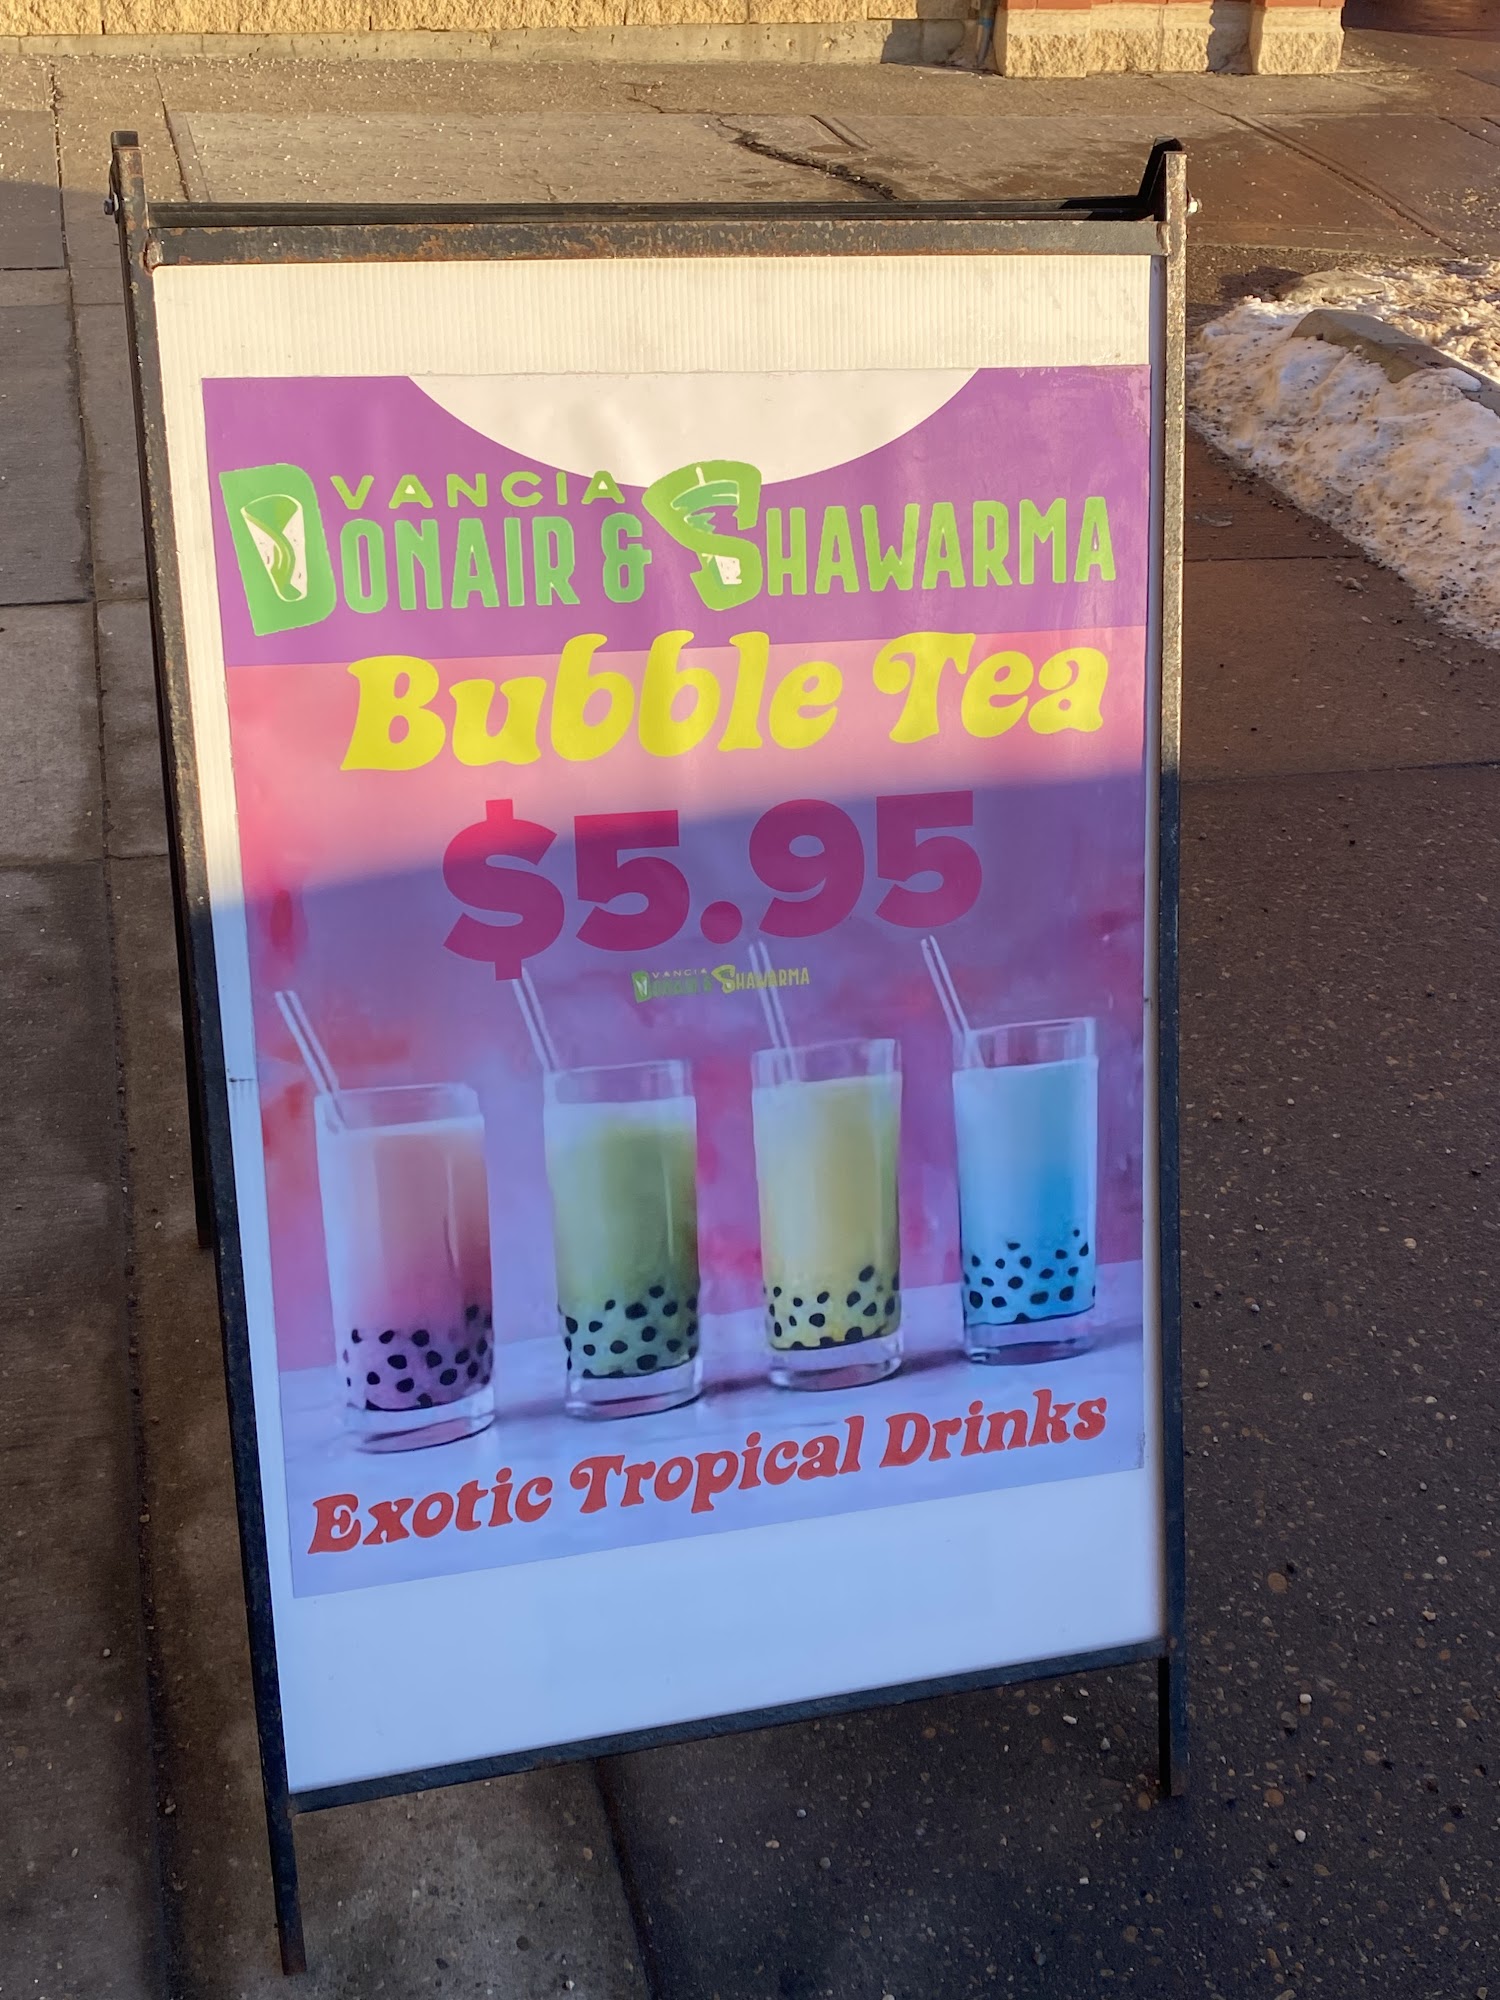 VANCIA
DONAIR & SHAWARMA
Bubble Tea
$5.95
VANCIA
DONAIR & SHAWARMA
Exotic Tropical Drinks